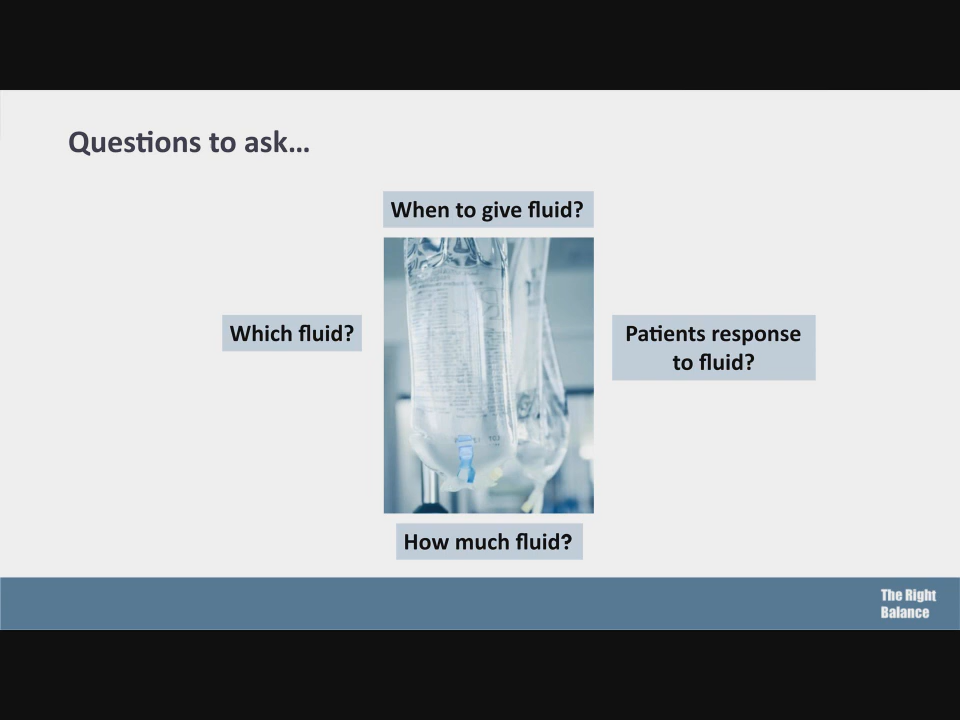 Questions to ask…
When to give fluid?
Which fluid?
Patients response
to fluid?
How much fluid?
The Right
Balance